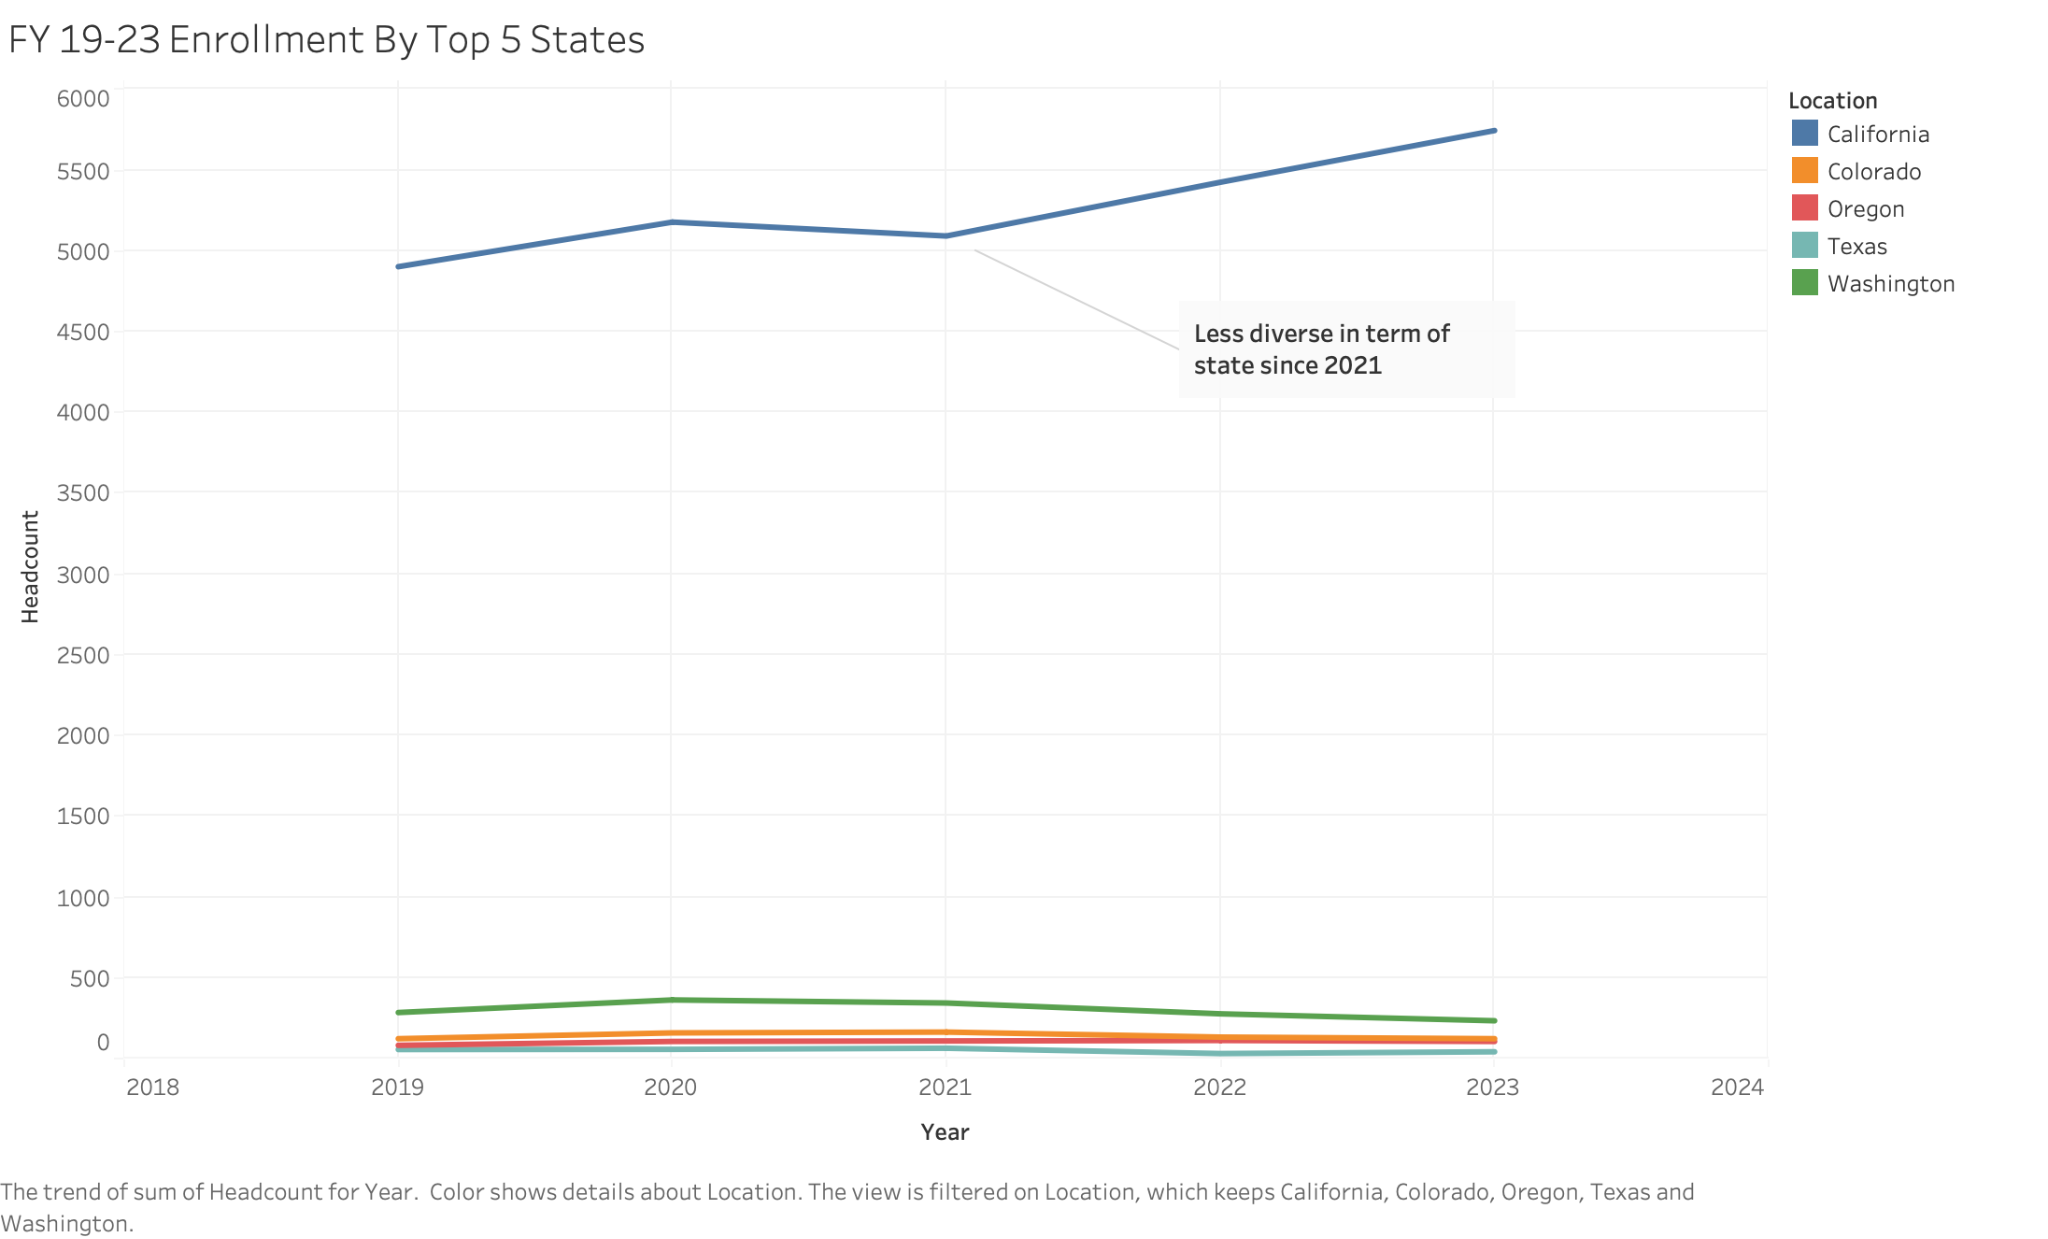 FY 19-23 Enrollment By Top 5 States
6000
5500
5000
4500
4000
3500
3000
2500
2000
1500
1000
500
0
Headcount
Less diverse in term of
state since 2021
2018
2019
2020
2021
2022
2023
2024
Year
Location
California
Colorado
Oregon
Texas
Washington
The trend of sum of Headcount for Year.  Color shows details about Location. The view is filtered on Location, which keeps California, Colorado, Oregon, Texas and
Washington.